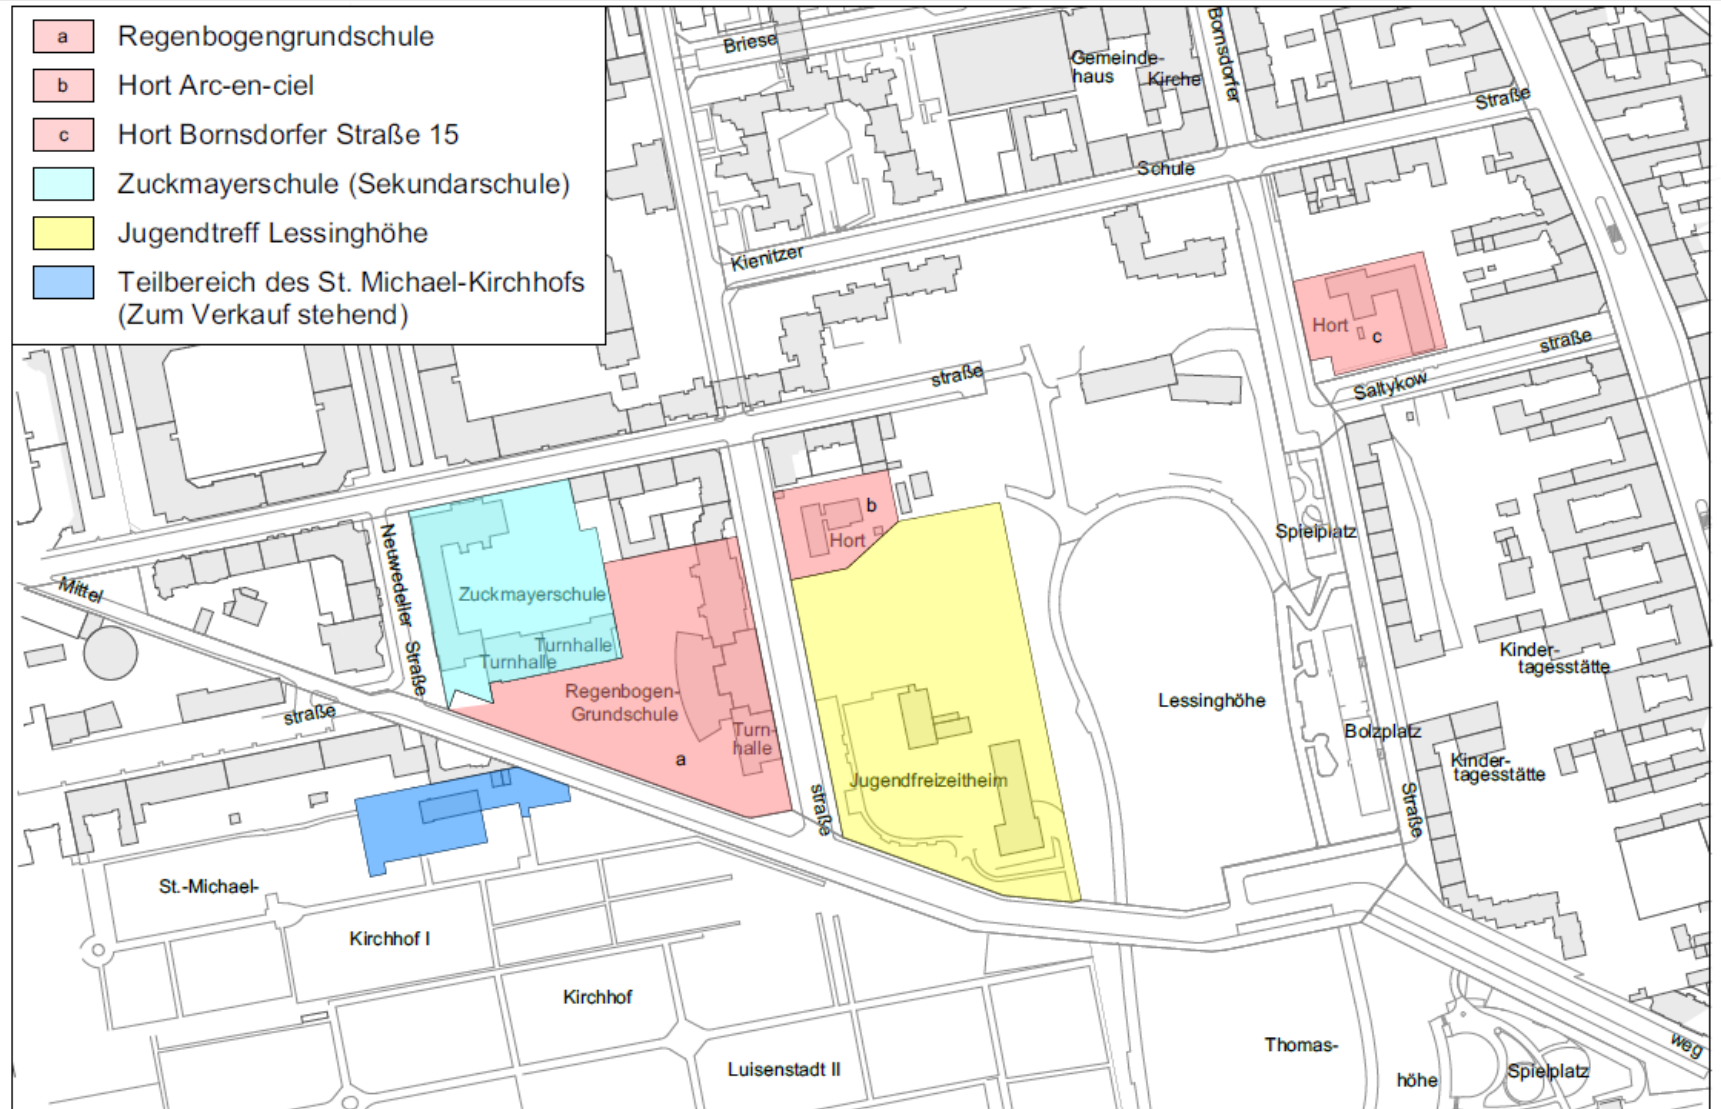 a Regenbogengrundschule
b Hort Arc-en-ciel
c Hort Bornsdorfer Straße 15
Zuckmayerschule (Sekundarschule)
Jugendtreff Lessinghöhe
Teilbereich des St. Michael-Kirchhofs
(Zum Verkauf stehend)
Briese
Gemeinde-
haus
Kirche
Bornsdorfer
Straße
Schule
Kienitzer
Hort
c
straße
Saltykow
straße
b
Hort
Spielplatz
Neuwedeller Straße
Mittel
Zuckmayerschule
Turnhalle
Turnhalle
Regenbogen-
Grundschule
Turn-
halle
a
straße
Kinder-
tagesstätte
Lessinghöhe
Bolzplatz
Kinder-
tagesstätte
Jugendfreizeitheim
straße
Straße
St.-Michael-
Kirchhof I
Kirchhof
Luisenstadt II
Thomas-
höhe
Spielplatz
weg